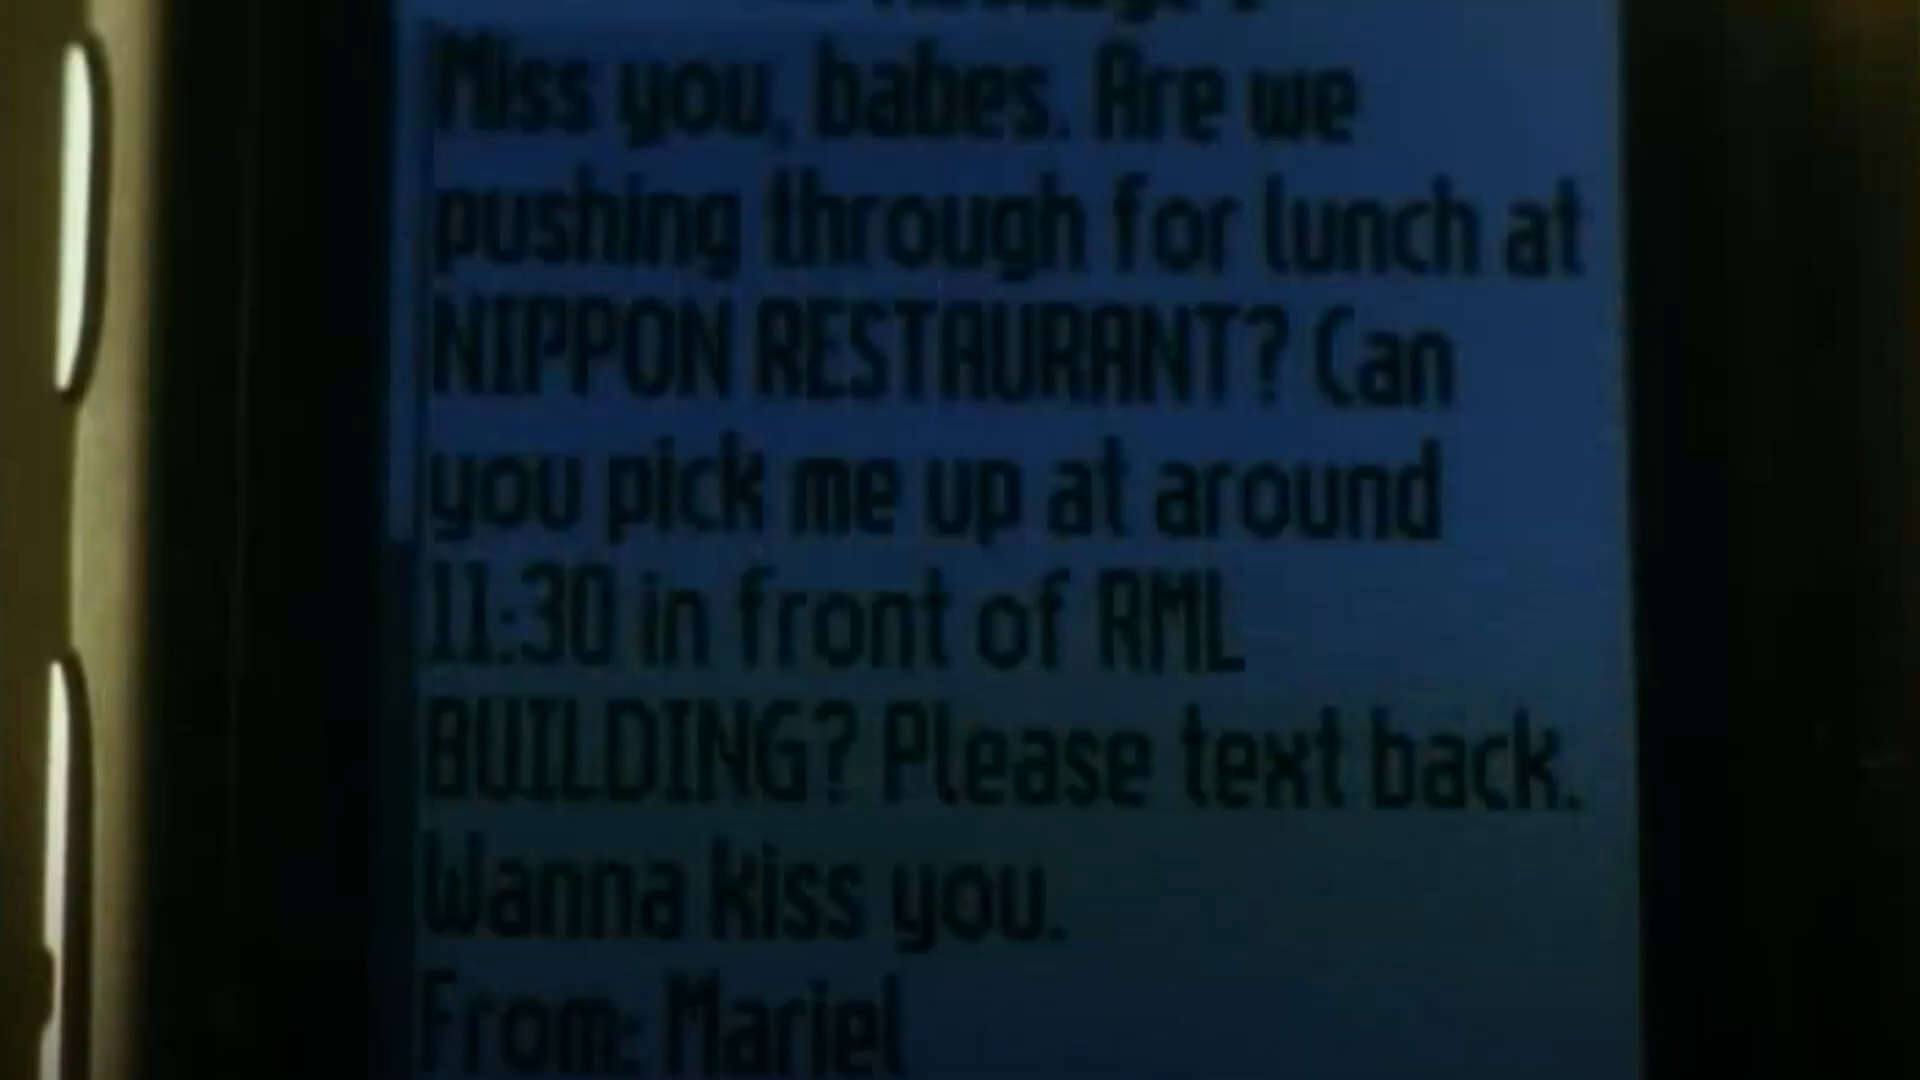 Miss you, babes. Are we
pushing through for lunch at
NIPPON RESTAURANT? Can
you pick me up at around
11:30 in front of RML
BUILDING? Please text back.
Wanna kiss you.
From: Mariel